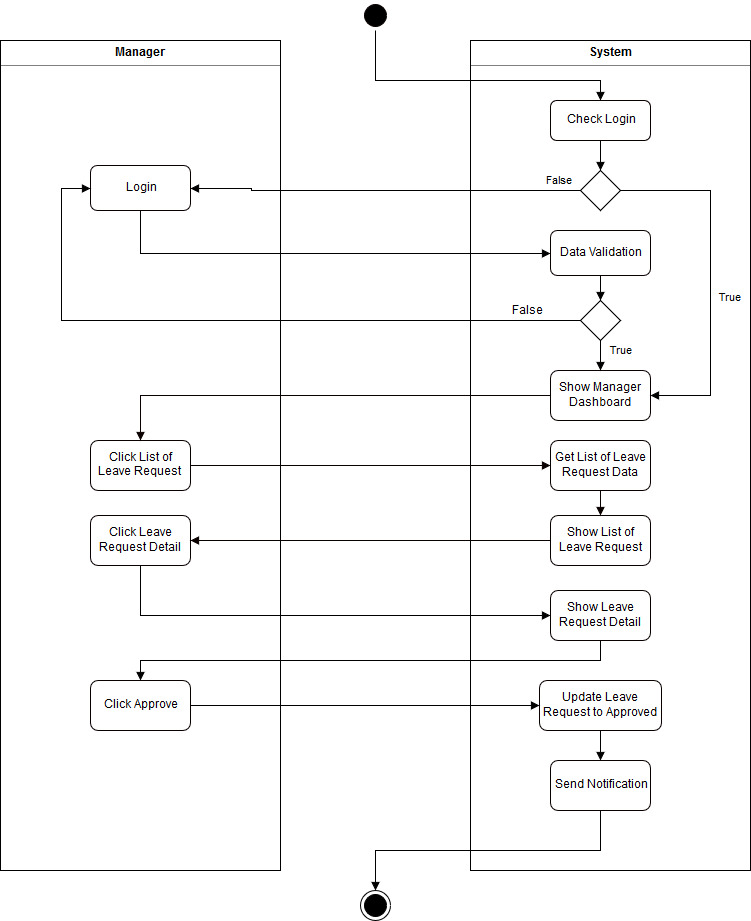 Manager
System
Check Login
False
Login
Data Validation
True
False
True
Show Manager
Dashboard
Click List of
Leave Request
Get List of Leave
Request Data
Click Leave
Request Detail
Show List of
Leave Request
Show Leave
Request Detail
Click Approve
Update Leave
Request to Approved
Send Notification